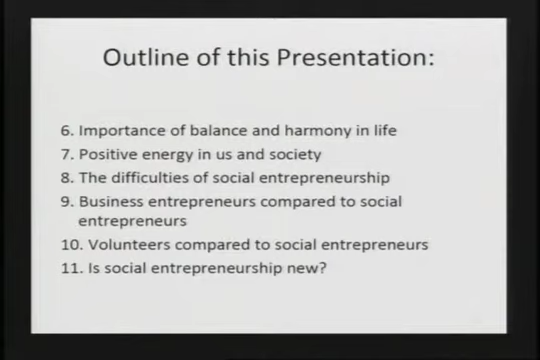 Outline of this Presentation:
6. Importance of balance and harmony in life
7. Positive energy in us and society
8. The difficulties of social entrepreneurship
9. Business entrepreneurs compared to social
entrepreneurs
10. Volunteers compared to social entrepreneurs
11. Is social entrepreneurship new?